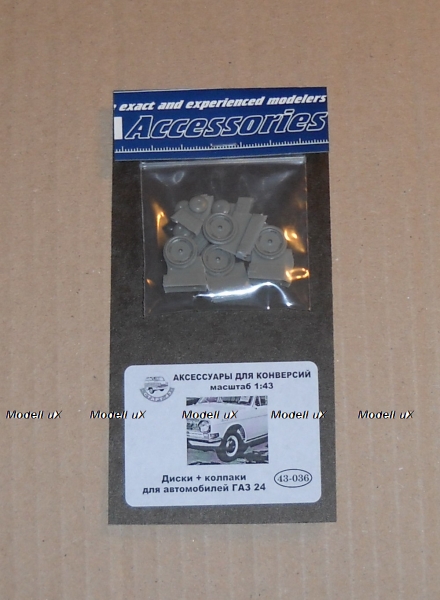 exact and experienced modelers
Accessories
АКСЕССУАРЫ ДЛЯ КОНВЕРСИЙ
масштаб 1:43
Modell uX Modell uX Modell uX Modell uX Modell uX
Диски + колпаки
для автомобилей ГАЗ 24
43-036